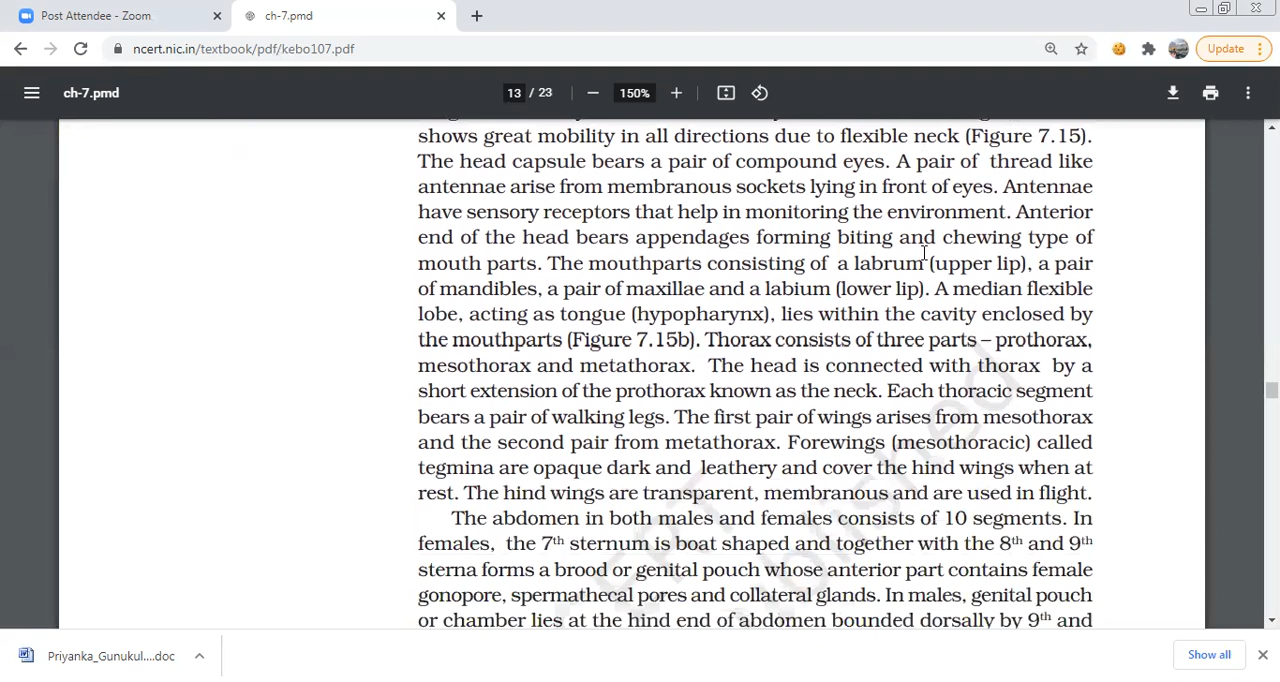 Post Attendee - Zoom
ch-7.pmd
ncert.nic.in/textbook/pdf/kebo107.pdf
Update
ch-7.pmd
13 / 23
150%
shows great mobility in all directions due to flexible neck (Figure 7.15).
The head capsule bears a pair of compound eyes. A pair of thread like
antennae arise from membranous sockets lying in front of eyes. Antennae
have sensory receptors that help in monitoring the environment. Anterior
end of the head bears appendages forming biting and chewing type of
mouth parts. The mouthparts consisting of a labrum (upper lip), a pair
of mandibles, a pair of maxillae and a labium (lower lip). A median flexible
lobe, acting as tongue (hypopharynx), lies within the cavity enclosed by
the mouthparts (Figure 7.15b). Thorax consists of three parts – prothorax,
mesothorax and metathorax. The head is connected with thorax by a
short extension of the prothorax known as the neck. Each thoracic segment
bears a pair of walking legs. The first pair of wings arises from mesothorax
and the second pair from metathorax. Forewings (mesothoracic) called
tegmina are opaque dark and leathery and cover the hind wings when at
rest. The hind wings are transparent, membranous and are used in flight.
The abdomen in both males and females consists of 10 segments. In
females, the 7th sternum is boat shaped and together with the 8th and 9th
sterna forms a brood or genital pouch whose anterior part contains female
gonopore, spermathecal pores and collateral glands. In males, genital pouch
or chamber lies at the hind end of abdomen bounded dorsally by 9th and
Priyanka_Gunukul....doc
Show all